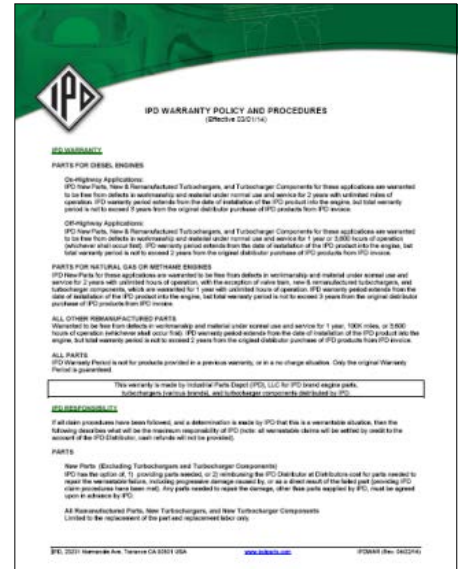 IPD
IPD WARRANTY POLICY AND PROCEDURES
(Effective 03/01/14)
IPD WARRANTY
PARTS FOR DIESEL ENGINES
On-Highway Applications:
IPD New Parts, New & Remanufactured Turbochargers, and Turbocharger Components for these applications are warranted
to be free from defects in workmanship and material under normal use and service for 2 years with unlimited miles of
operation. IPD warranty period extends from the date of installation of the IPD product into the engine, but total warranty
period is not to exceed 3 years from the original distributor purchase of IPD products from IPD invoice.
Off-Highway Applications:
IPD New Parts, New & Remanufactured Turbochargers, and Turbocharger Components for these applications are warranted
to be free from defects in workmanship and material under normal use and service for 1 year or 3,600 hours of operation
(whichever shall occur first). IPD warranty period extends from the date of installation of the IPD product into the engine, but
total warranty period is not to exceed 2 years from the original distributor purchase of IPD products from IPD invoice.
PARTS FOR NATURAL GAS OR METHANE ENGINES
IPD New Parts for these applications are warranted to be free from defects in workmanship and material under normal use and
service for 2 years with unlimited hours of operation, with the exception of valve train, new & remanufactured turbochargers, and
turbocharger components, which are warranted for 1 year with unlimited hours of operation. IPD warranty period extends from the
date of installation of the IPD product into the engine, but total warranty period is not to exceed 3 years from the original distributor
purchase of IPD products from IPD invoice.
ALL OTHER REMANUFACTURED PARTS
Warranted to be free from defects in workmanship and material under normal use and service for 1 year, 100K miles, or 3,600
hours of operation (whichever shall occur first). IPD warranty period extends from the date of installation of the IPD product into the
engine, but total warranty period is not to exceed 2 years from the original distributor purchase of IPD products from IPD invoice.
ALL PARTS
IPD Warranty Period is not for products provided in a previous warranty, or in a no charge situation. Only the original Warranty
Period is guaranteed.
This warranty is made by Industrial Parts Depot (IPD), LLC for IPD brand engine parts,
turbochargers (various brands), and turbocharger components distributed by IPD.
IPD RESPONSIBILITY
If all claim procedures have been followed, and a determination is made by IPD that this is a warrantable situation, then the
following describes what will be the maximum responsibility of IPD (note: all warrantable claims will be settled by credit to the
account of the IPD Distributor, cash refunds will not be provided).
PARTS
New Parts (Excluding Turbochargers and Turbocharger Components)
IPD has the option of, 1) providing parts needed, or 2) reimbursing the IPD Distributor at Distributors cost for parts needed to
repair the warrantable failure, including progressive damage caused by, or as a direct result of the failed part (providing IPD
claim procedures have been met). Any parts needed to repair the damage, other than parts supplied by IPD, must be agreed
upon in advance by IPD.
All Remanufactured Parts, New Turbochargers, and New Turbocharger Components
Limited to the replacement of the part and replacement labor only.
IPD, 23231 Normandie Ave, Torrance CA 90501 USA
www.ipdparts.com
IPDWAR (Rev. 04/22/14)